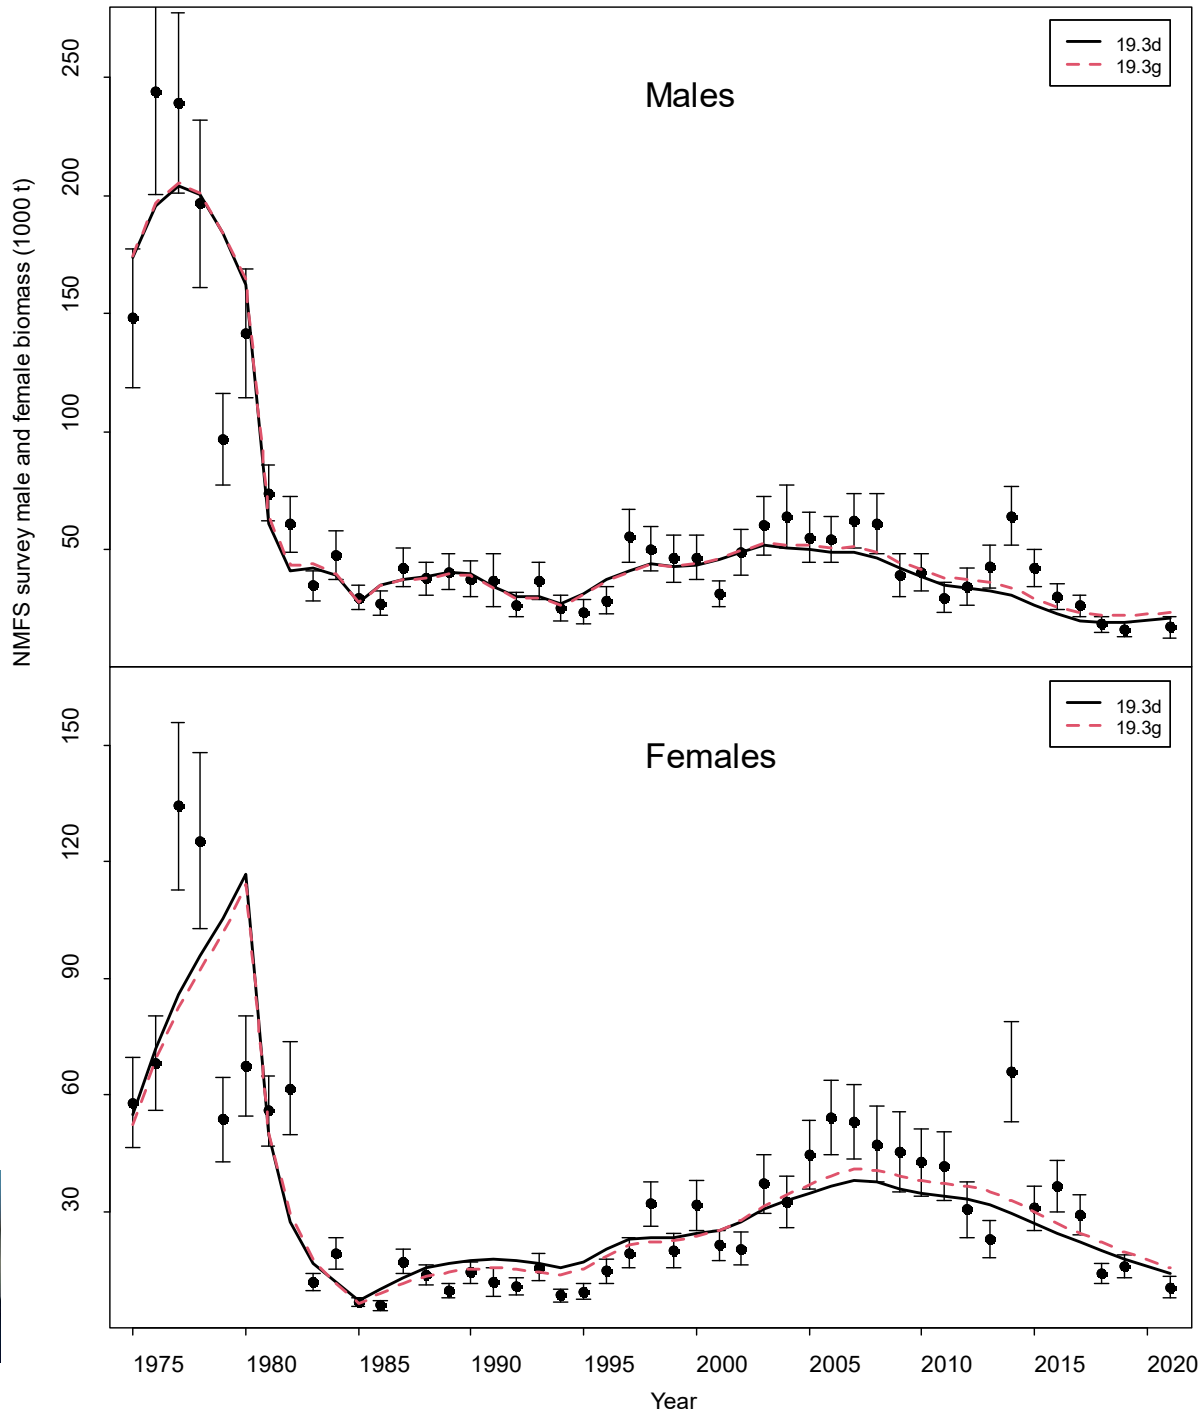 NMFS survey male and female biomass (1000 t)
250
200
150
100
50
Males
19.3d
19.3g
150
120
90
60
30
Females
19.3d
19.3g
1975 1980 1985 1990 1995 2000 2005 2010 2015 2020
Year